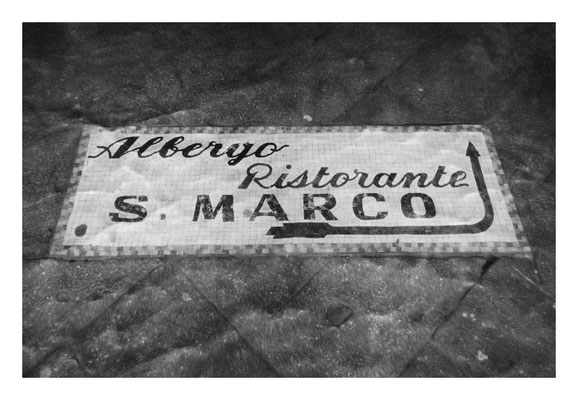 Albergo
Ristorante
S. MARCO